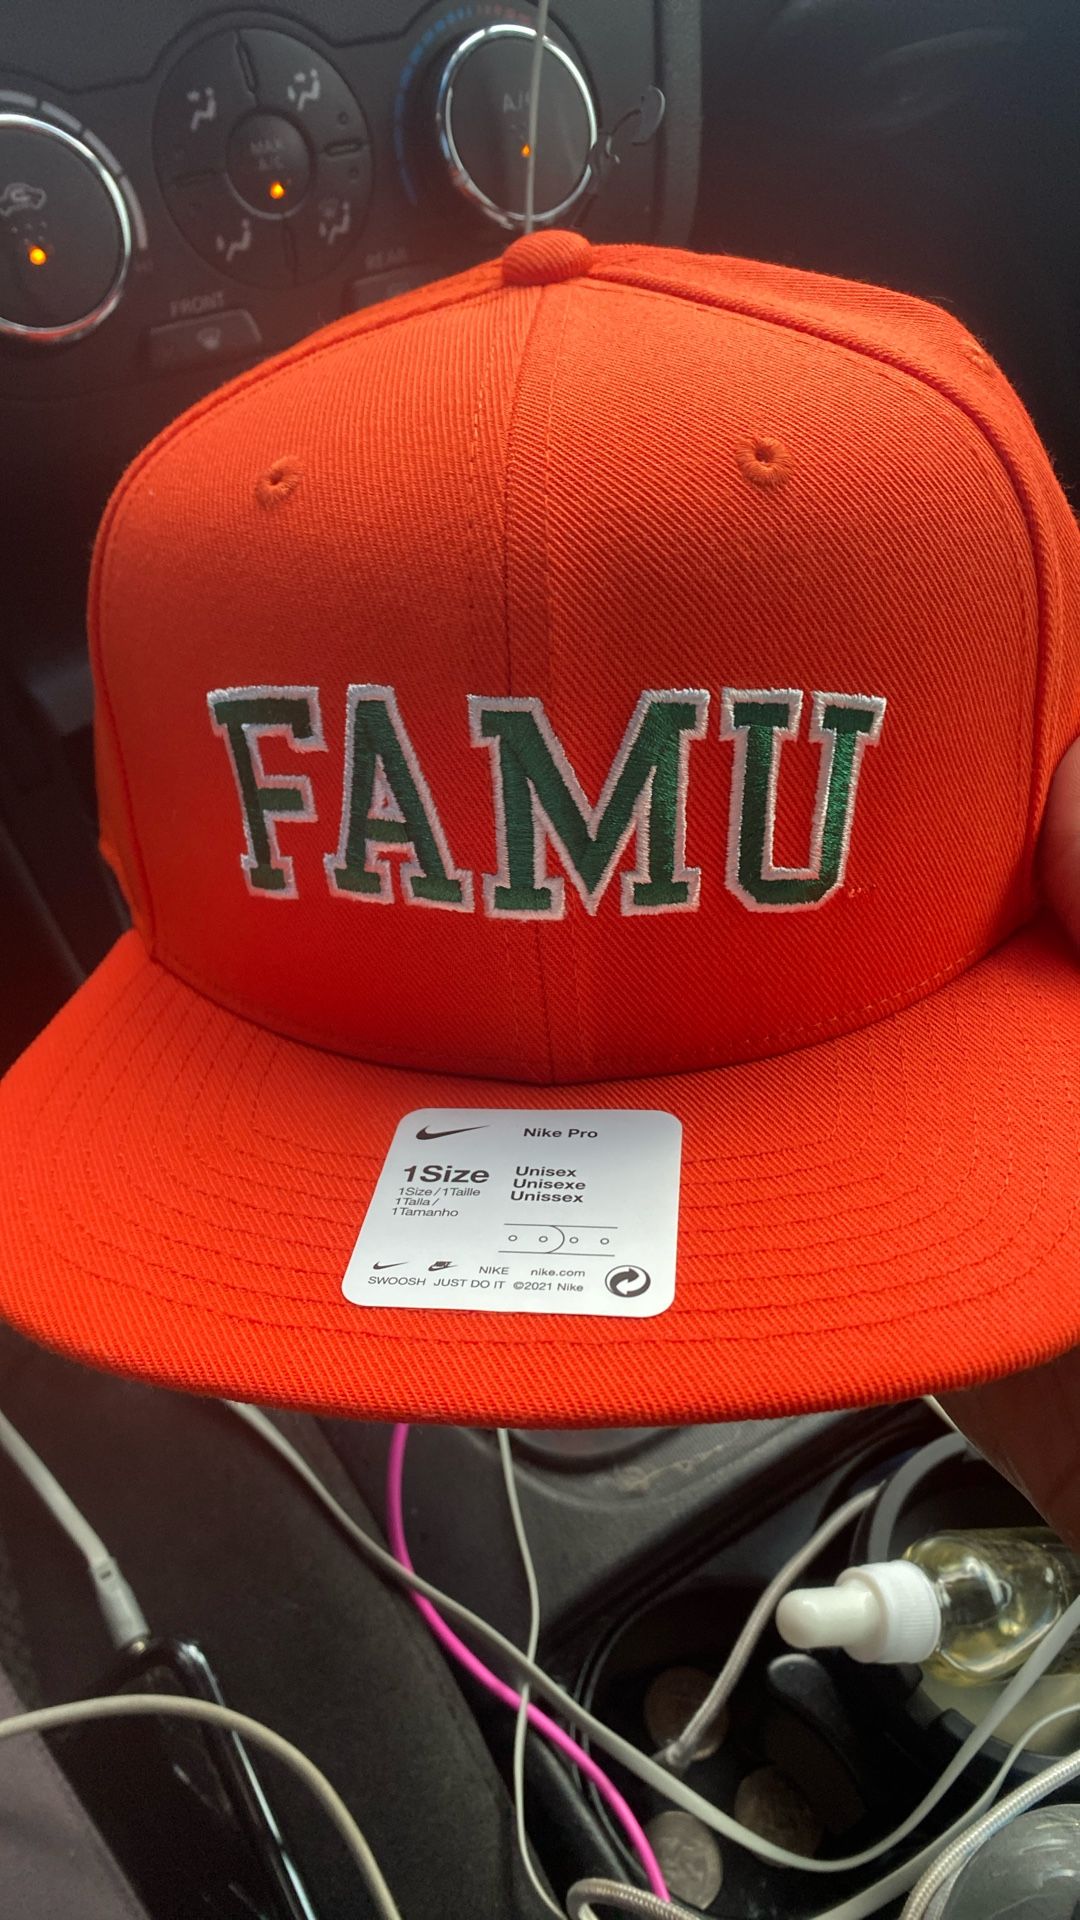 A/C
MAX
A/C
REAR
FRONT
FAMU
Nike Pro
1Size
1Size/1Taille
1Talla/
1Tamanho
Unisex
Unisexe
Unissex
NIKE nike.com
SWOOSH JUST DO IT ©2021 Nike